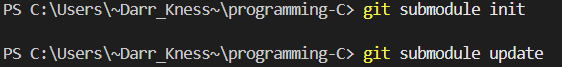 PS C:\Users\~Darr_Kness~\programming-C> git submodule init
PS C:\Users\~Darr_Kness~\programming-C> git submodule update